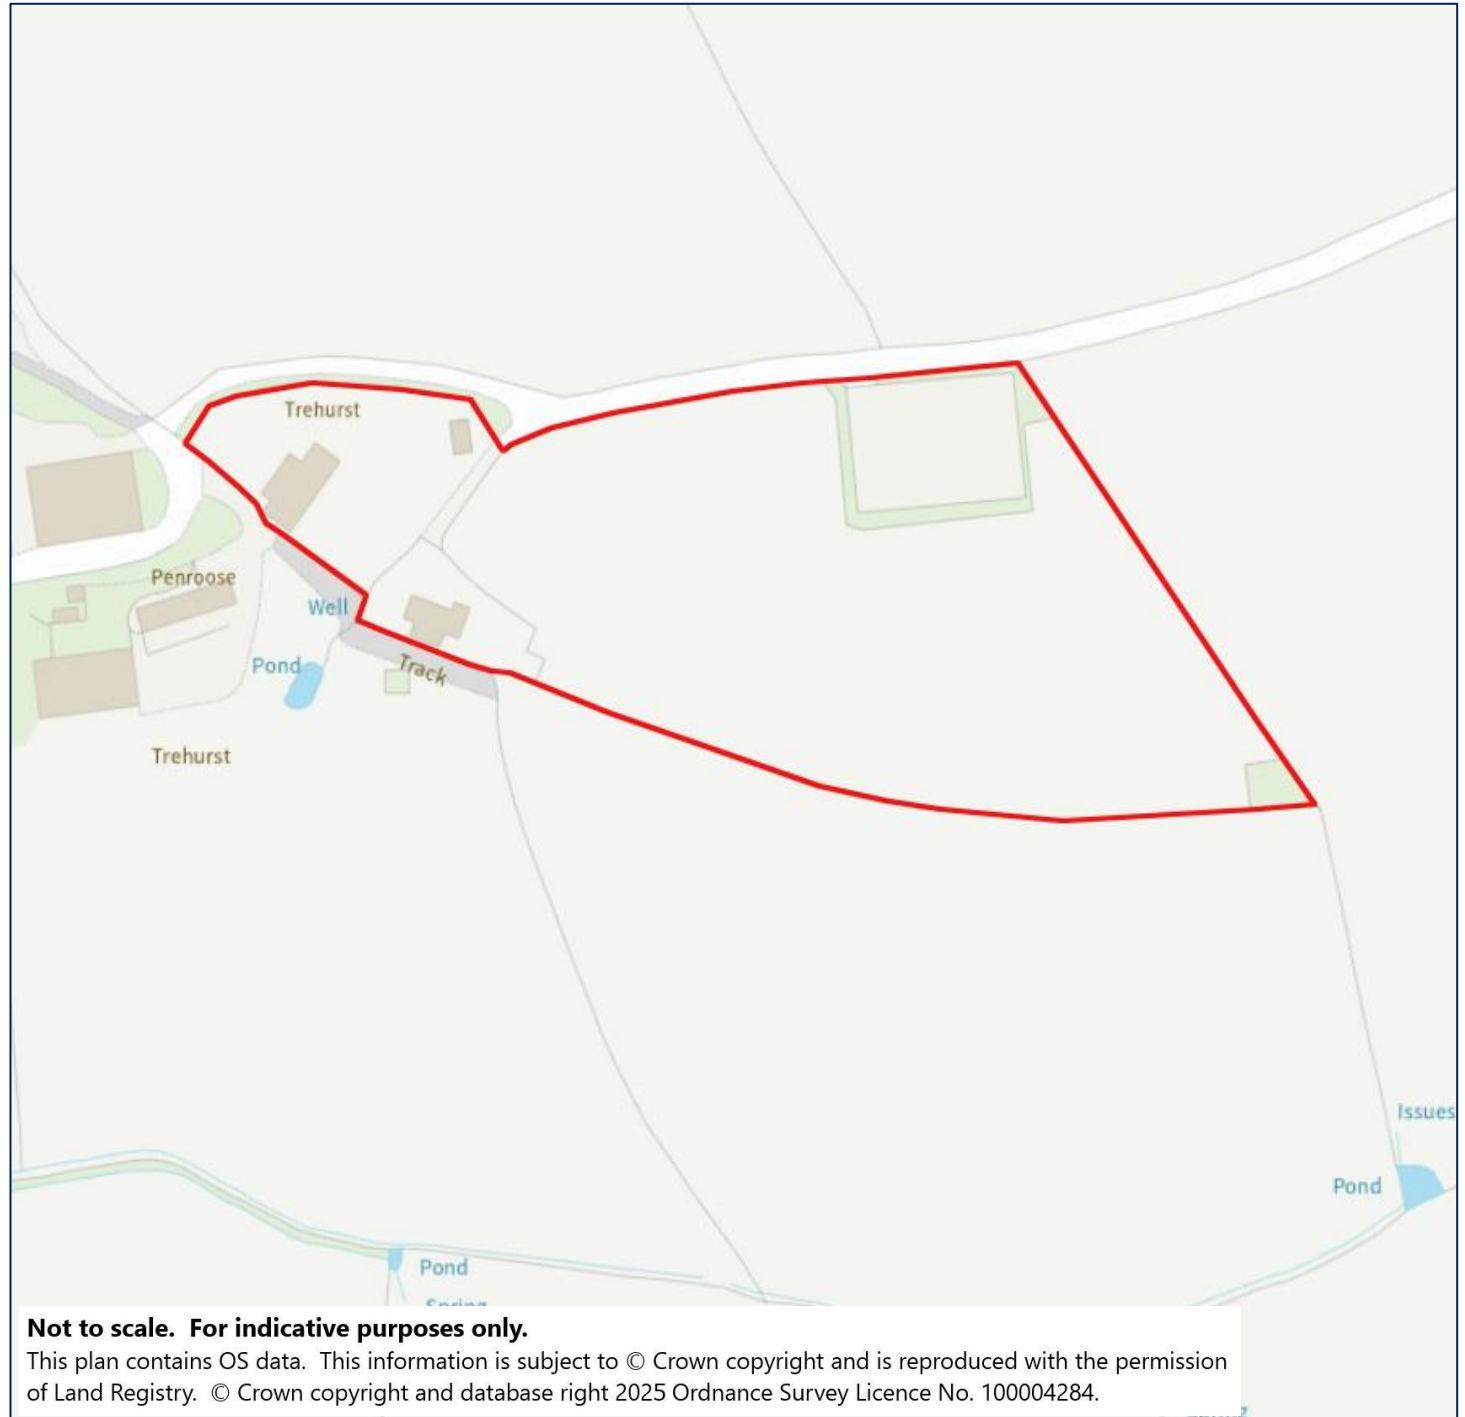 Trehurst
Penroose
Well
Pond
Track
Trehurst
Issues
Pond
Pond
Spring
Not to scale.  For indicative purposes only.
This plan contains OS data.  This information is subject to © Crown copyright and is reproduced with the permission
of Land Registry.  © Crown copyright and database right 2025 Ordnance Survey Licence No. 100004284.